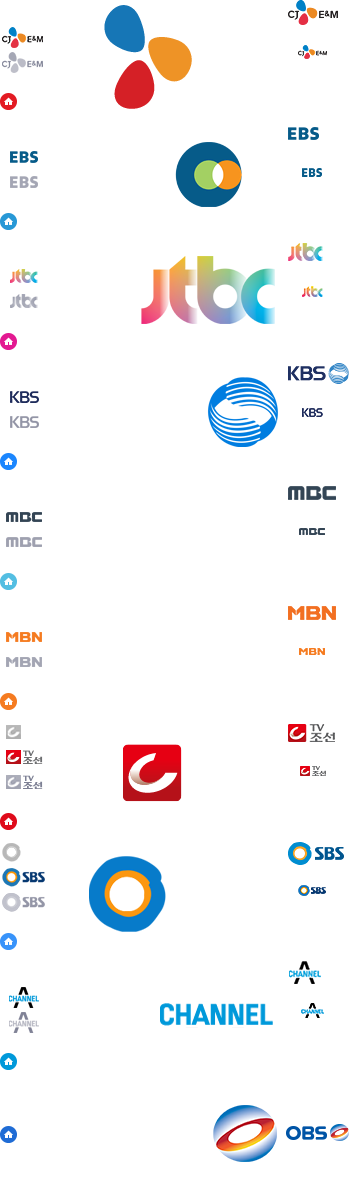 CJ E&M
CJ E&M
CJ E&M
CJ E&M
EBS
EBS
EBS
EBS
jtbc
jtbc
jtbc
jtbc
jtbc
KBS
KBS
KBS
KBS
MBC
MBC
MBC
MBC
MBN
MBN
MBN
MBN
TV
조선
TV
조선
TV
조선
TV
조선
SBS
SBS
SBS
SBS
CHANNEL A
CHANNEL A
CHANNEL
CHANNEL A
CHANNEL A
OBS